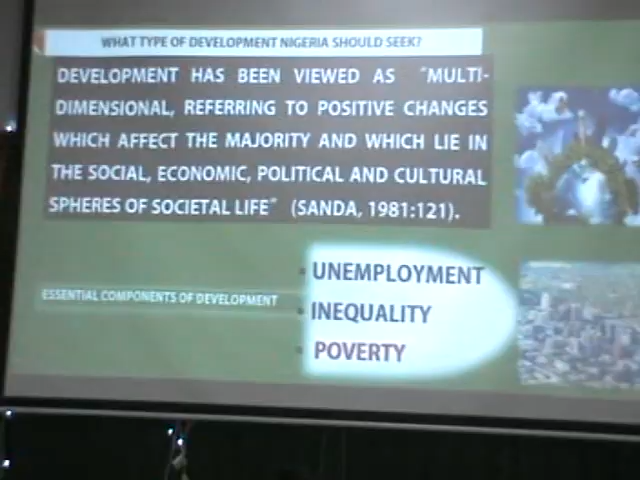 WHAT TYPE OF DEVELOPMENT NIGERIA SHOULD SEEK?
DEVELOPMENT HAS BEEN VIEWED AS "MULTI-
DIMENSIONAL, REFERRING TO POSITIVE CHANGES
WHICH AFFECT THE MAJORITY AND WHICH LIE IN
THE SOCIAL, ECONOMIC, POLITICAL AND CULTURAL
SPHERES OF SOCIETAL LIFE" (SANDA, 1981:121).
ESSENTIAL COMPONENTS OF DEVELOPMENT
• UNEMPLOYMENT
• INEQUALITY
• POVERTY